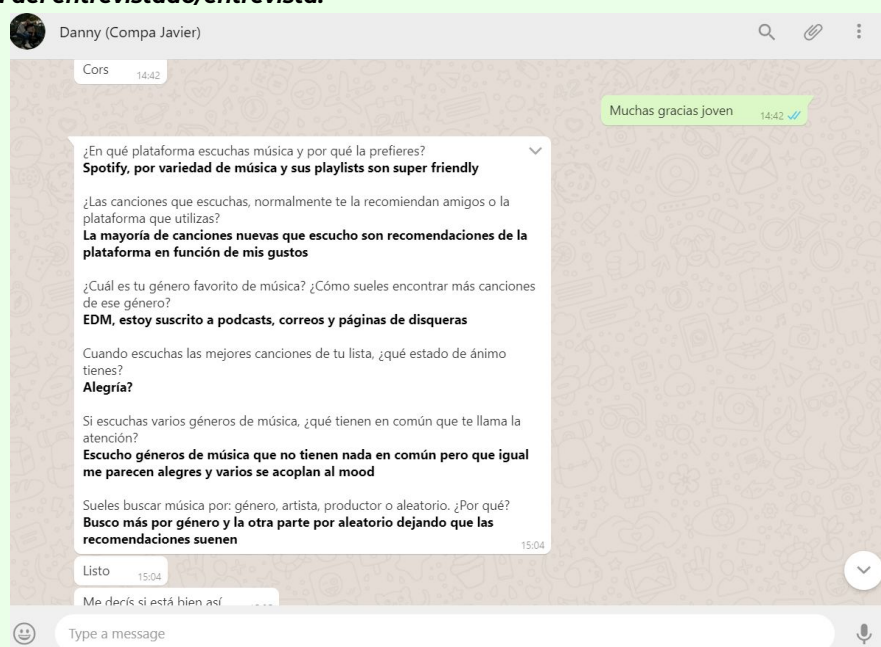 del entrevistado/entrevista.
Danny (Compa Javier)
Cors
14:42
Muchas gracias joven
14:42
¿En qué plataforma escuchas música y por qué la prefieres?
Spotify, por variedad de música y sus playlists son super friendly
¿Las canciones que escuchas, normalmente te la recomiendan amigos o la
plataforma que utilizas?
La mayoría de canciones nuevas que escucho son recomendaciones de la
plataforma en función de mis gustos
¿Cuál es tu género favorito de música? ¿Cómo sueles encontrar más canciones
de ese género?
EDM, estoy suscrito a podcasts, correos y páginas de disqueras
Cuando escuchas las mejores canciones de tu lista, ¿qué estado de ánimo
tienes?
Alegría?
Si escuchas varios géneros de música, ¿qué tienen en común que te llama la
atención?
Escucho géneros de música que no tienen nada en común pero que igual
me parecen alegres y varios se acoplan al mood
Sueles buscar música por: género, artista, productor o aleatorio. ¿Por qué?
Busco más por género y la otra parte por aleatorio dejando que las
recomendaciones suenen
15:04
Listo
15:04
Me decís si está bien así
Type a message